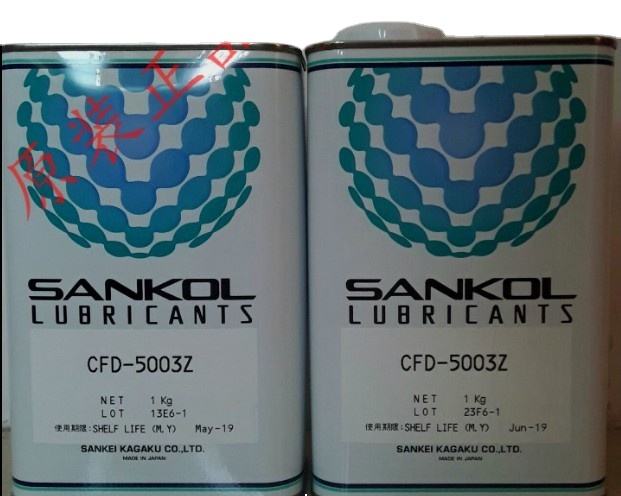 原装正品
SANKOL
LUBRICANTS
CFD-5003Z
NET 1 Kg
LOT 13E6-1
使用期限:SHELF LIFE (M,Y) May-19
SANKEI KAGAKU CO.,LTD.
MADE IN JAPAN
SANKOL
LUBRICANTS
CFD-5003Z
NET 1 Kg
LOT 23F6-1
使用期限:SHELF LIFE (M,Y) Jun-19
SANKEI KAGAKU CO.,LTD.
MADE IN JAPAN